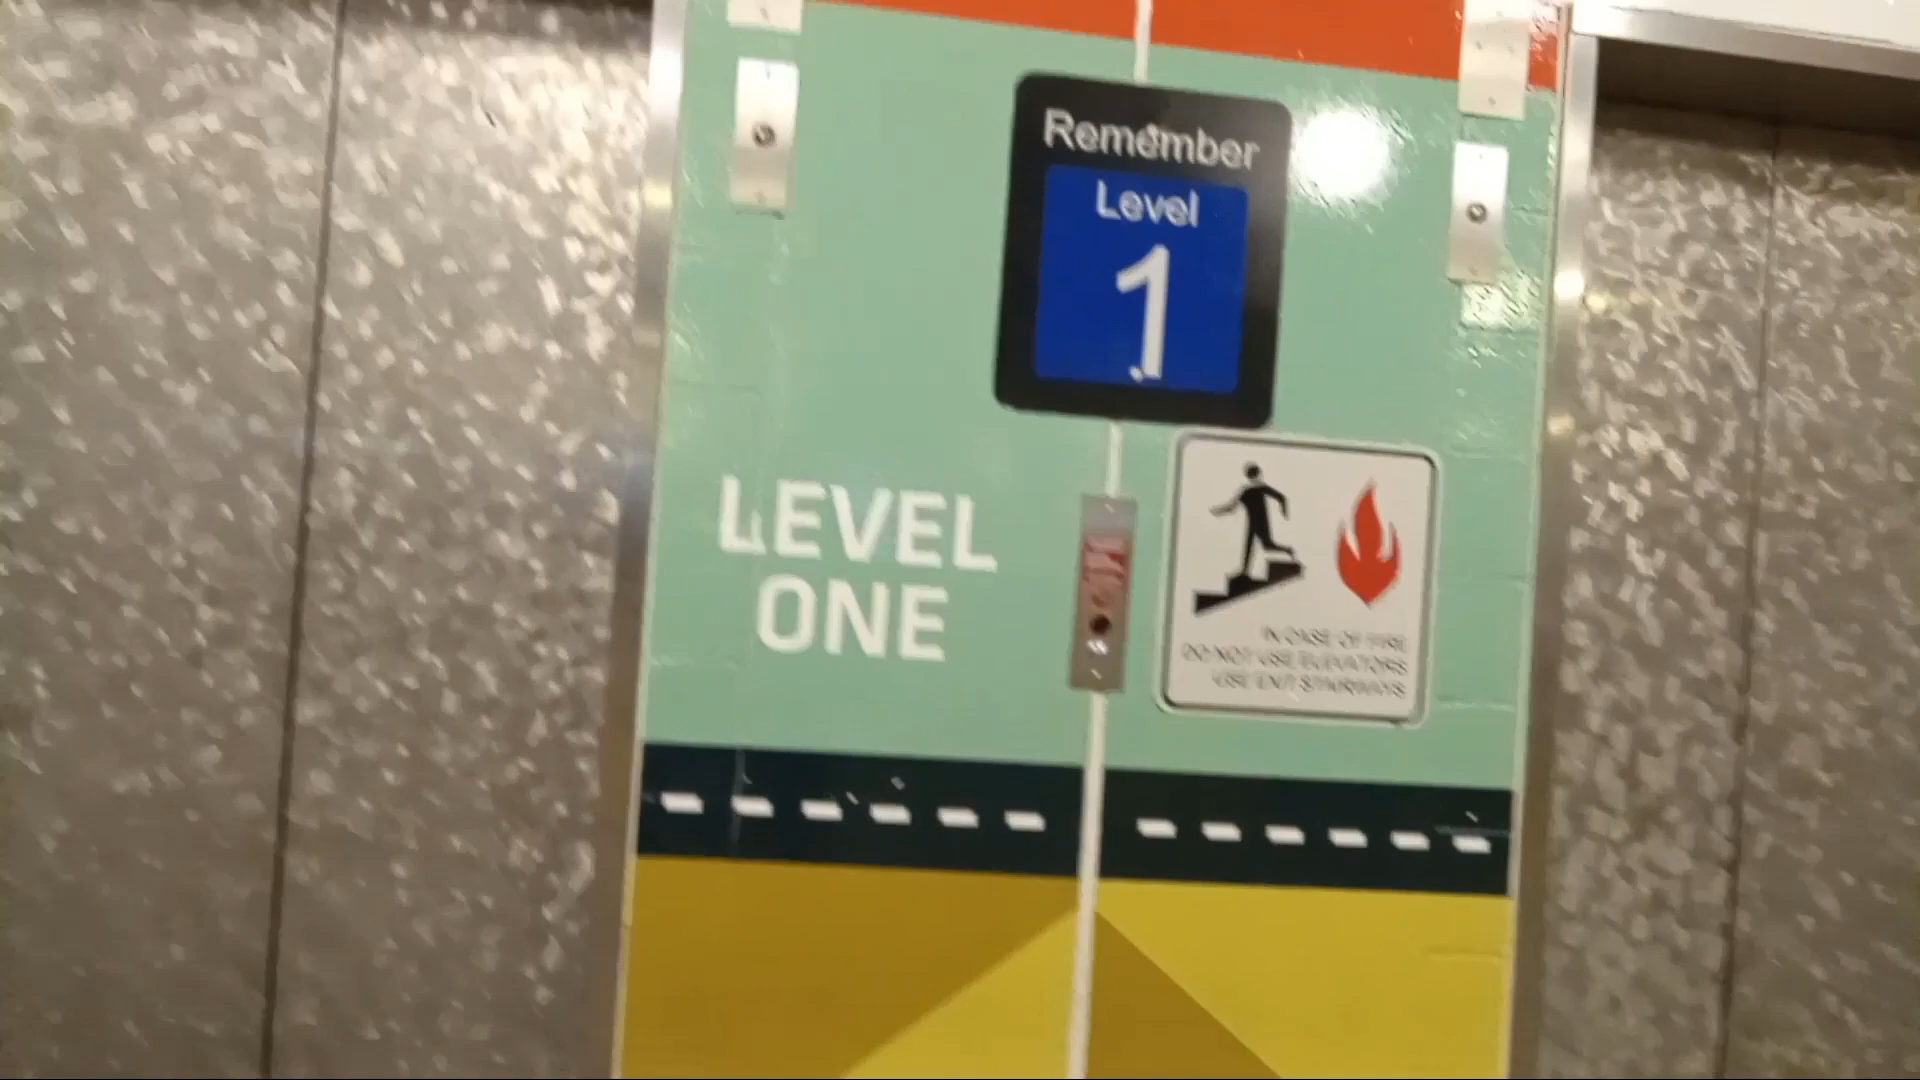 Remember
Level
1
LEVEL
ONE
IN CASE OF FIRE
DO NOT USE ELEVATORS
USE EXIT STAIRWAYS